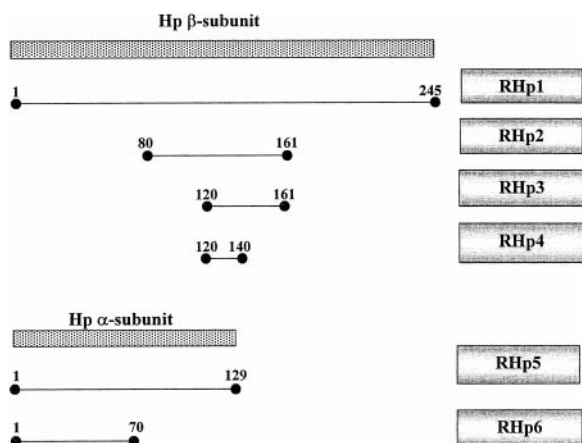 Hp β-subunit
1 245 RHp1
80 161 RHp2
120 161 RHp3
120 140 RHp4
Hp α-subunit
1 129 RHp5
1 70 RHp6